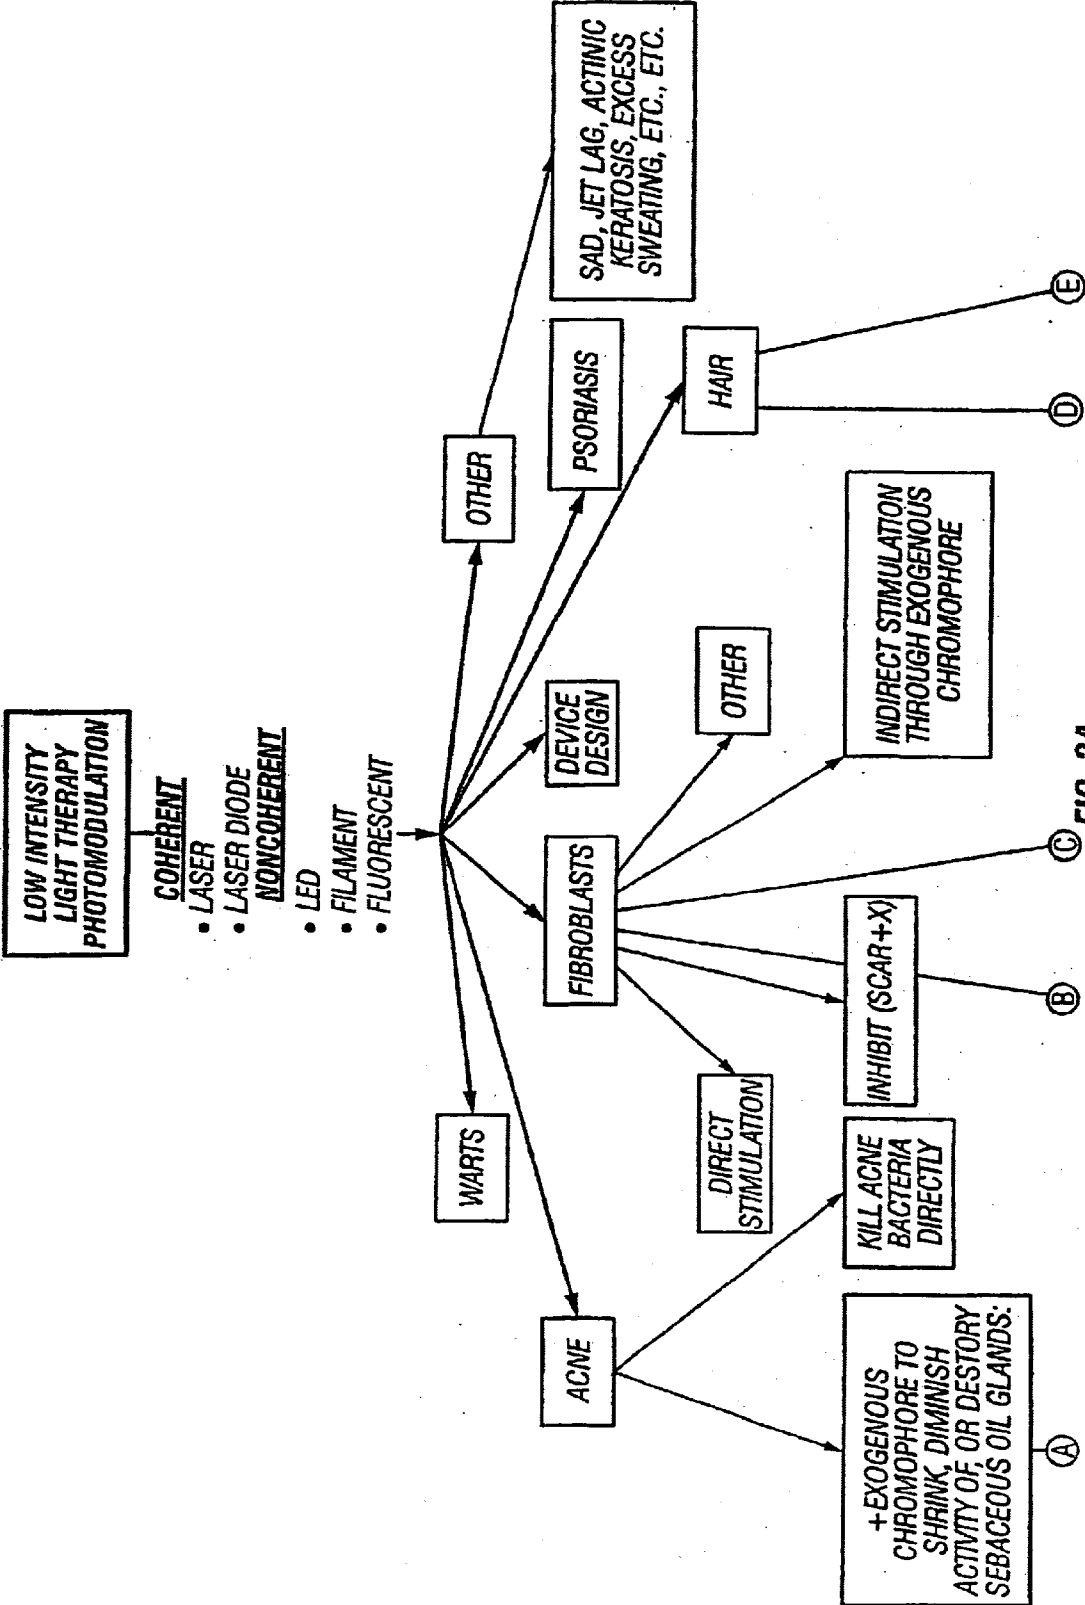 LOW INTENSITY
LIGHT THERAPY
PHOTOMODULATION
COHERENT
• LASER
• LASER DIODE
NONCOHERENT
• LED
• FILAMENT
• FLUORESCENT
WARTS
OTHER
ACNE
FIBROBLASTS
DEVICE
DESIGN
PSORIASIS
SAD, JET LAG, ACTINIC
KERATOSIS, EXCESS
SWEATING, ETC., ETC.
DIRECT
STIMULATION
OTHER
HAIR
+EXOGENOUS
CHROMOPHORE TO
SHRINK, DIMINISH
ACTIVITY OF, OR DESTORY
SEBACEOUS OIL GLANDS:
KILL ACNE
BACTERIA
DIRECTLY
INHIBIT (SCAR+X)
INDIRECT STIMULATION
THROUGH EXOGENOUS
CHROMOPHORE
A
B
C
D
E